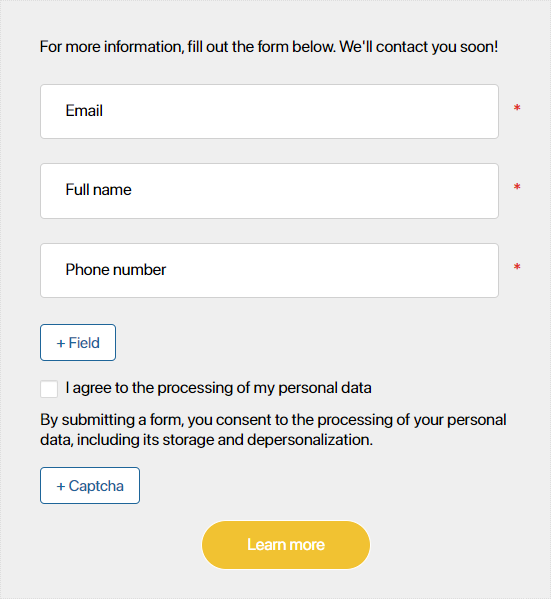 For more information, fill out the form below. We'll contact you soon!
Email
*
Full name
*
Phone number
*
+ Field
I agree to the processing of my personal data
By submitting a form, you consent to the processing of your personal
data, including its storage and depersonalization.
+ Captcha
Learn more